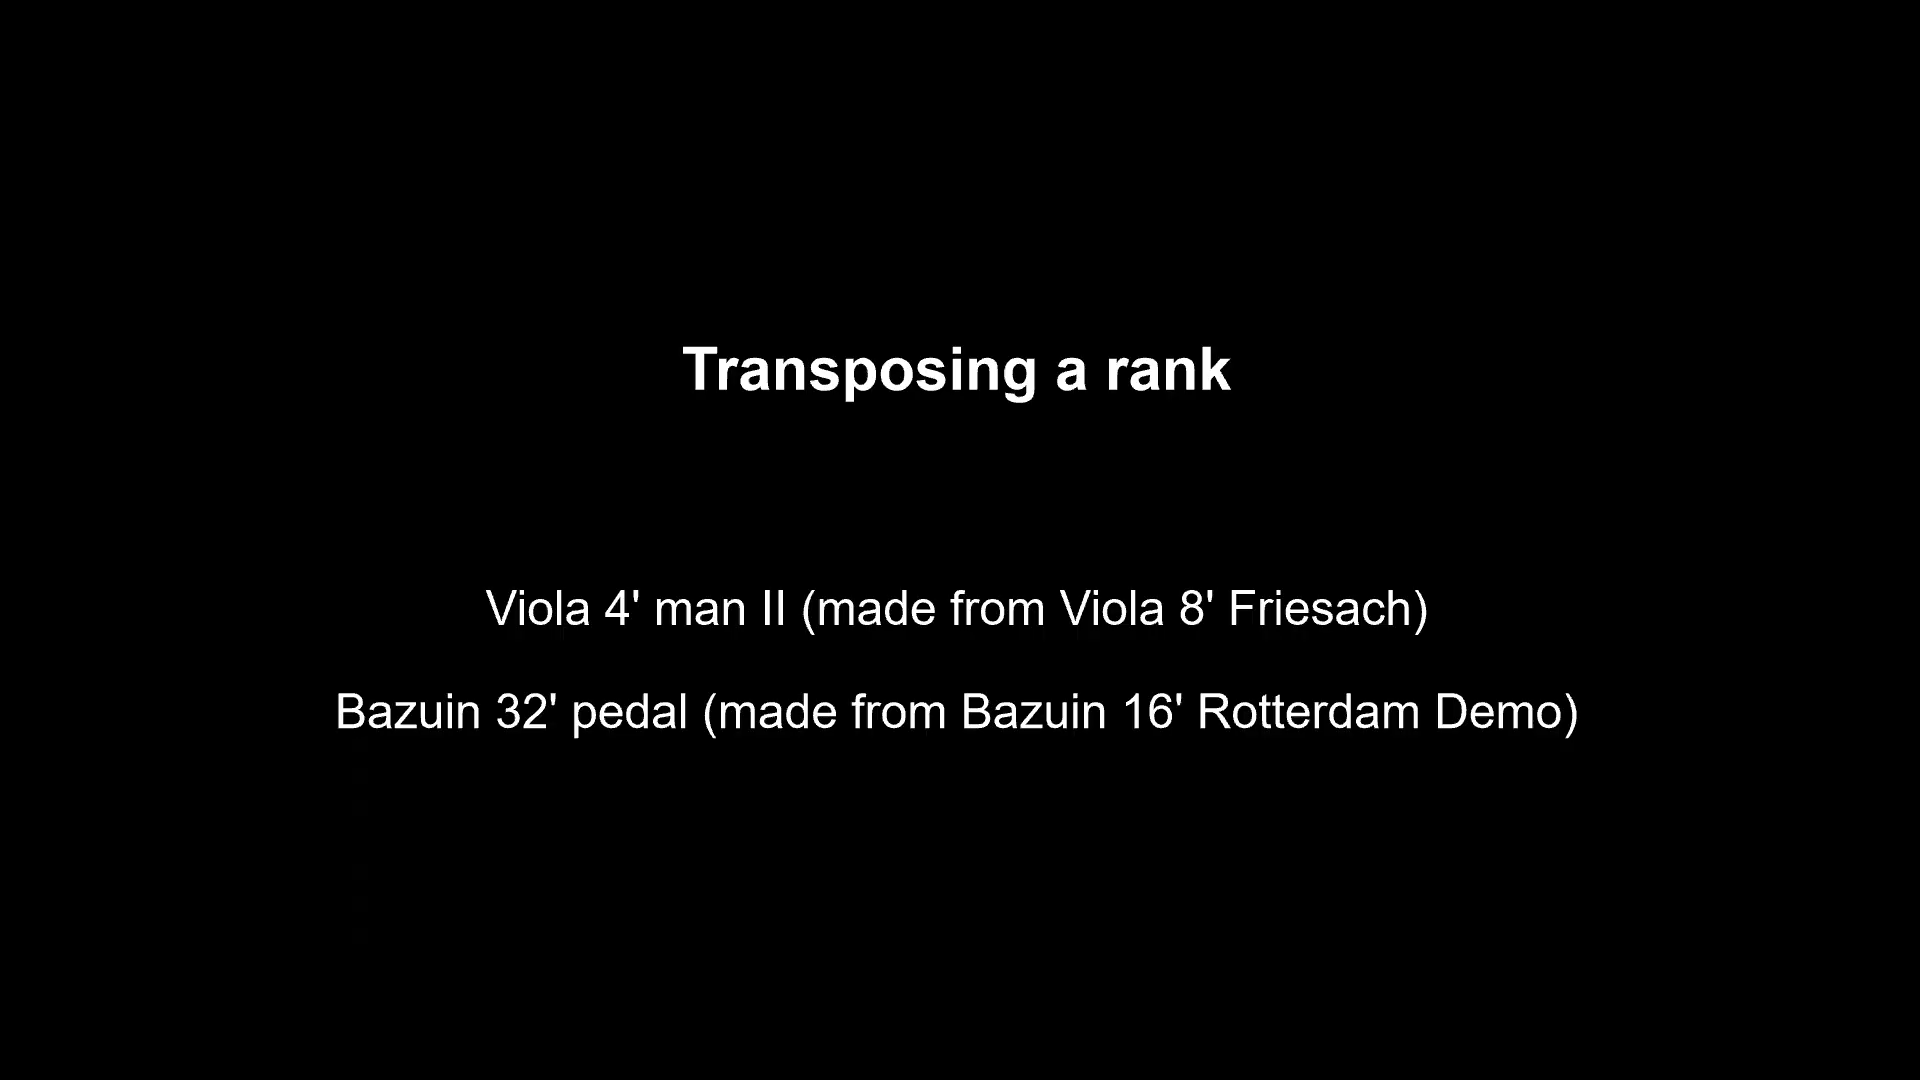 Transposing a rank
Viola 4' man II (made from Viola 8' Friesach)
Bazuin 32' pedal (made from Bazuin 16' Rotterdam Demo)